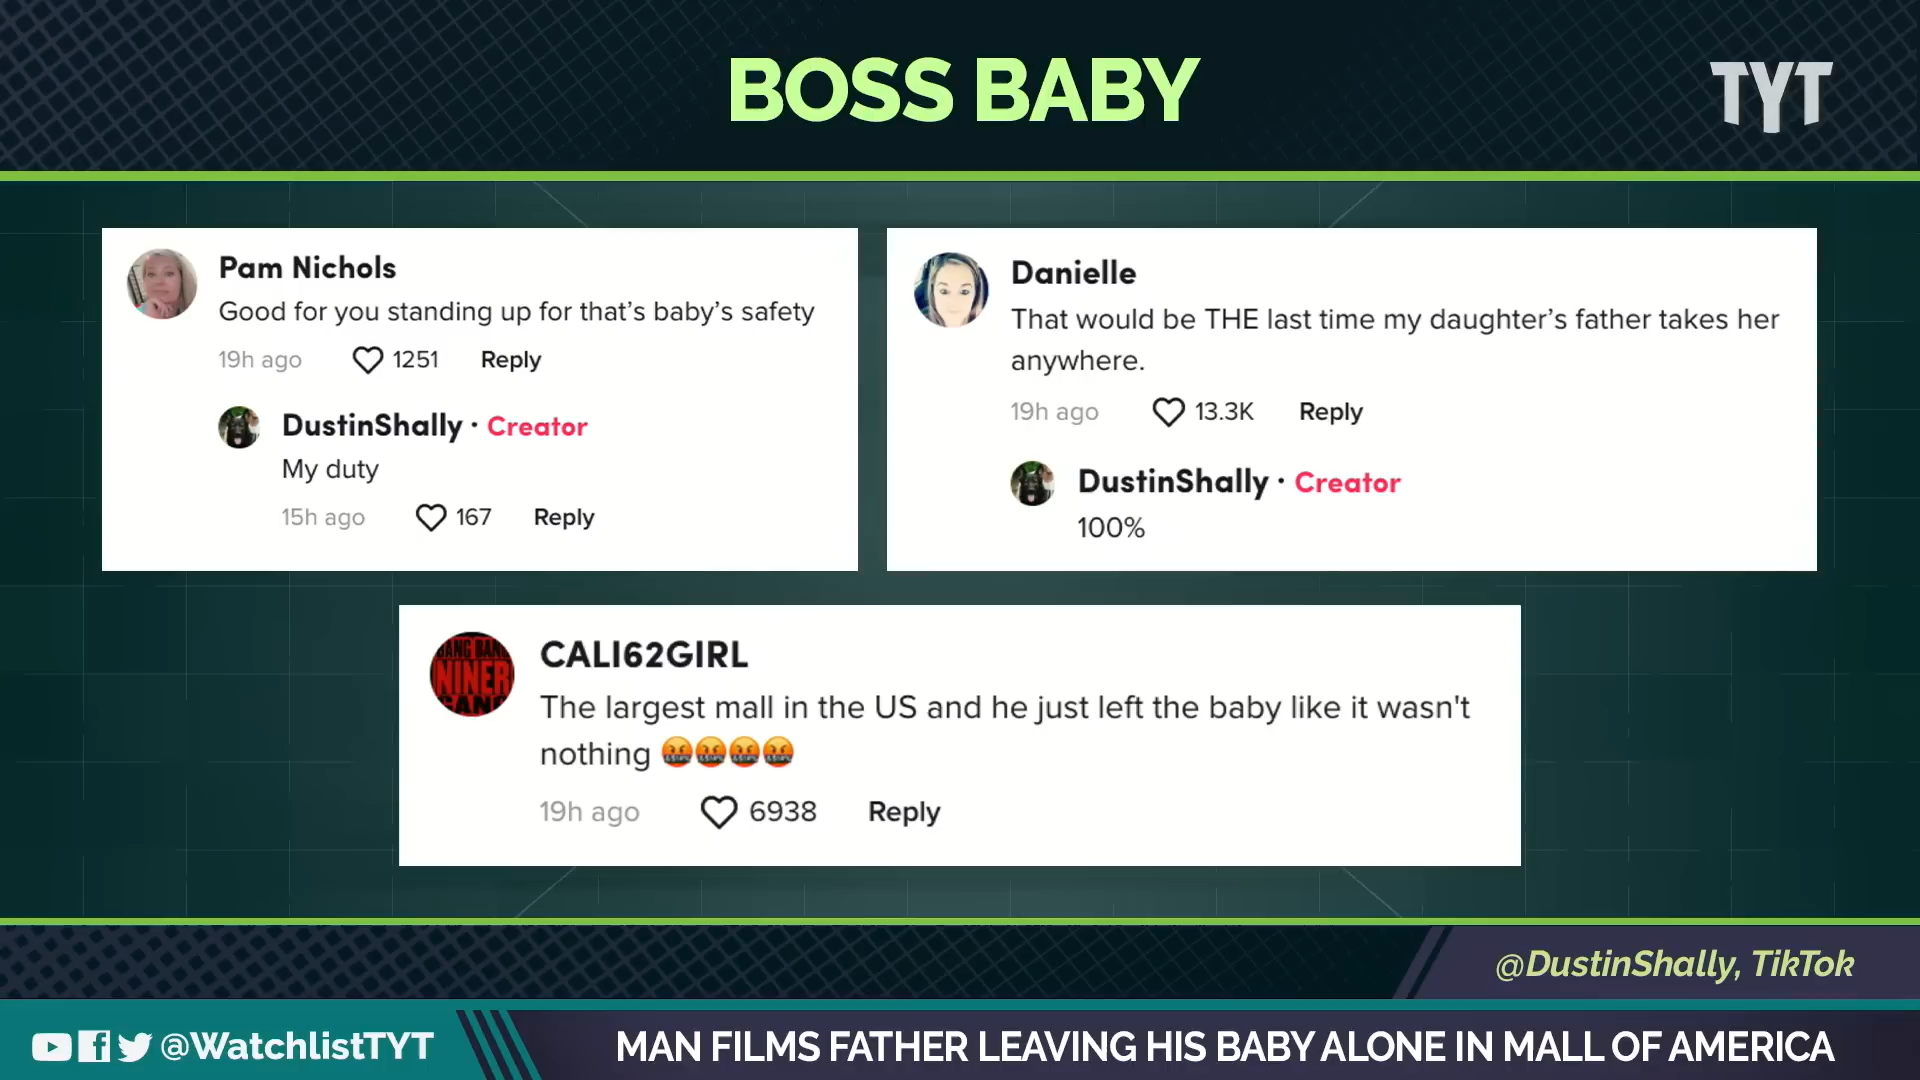 BOSS BABY
TYT
Pam Nichols
Good for you standing up for that's baby's safety
19h ago 1251 Reply
DustinShally · Creator
My duty
15h ago 167 Reply
Danielle
That would be THE last time my daughter's father takes her
anywhere.
19h ago 13.3K Reply
DustinShally · Creator
100%
BANG BANG
NINER
GANG
CALI62GIRL
The largest mall in the US and he just left the baby like it wasn't
nothing 🤬🤬🤬🤬
19h ago 6938 Reply
@DustinShally, TikTok
@WatchlistTYT
MAN FILMS FATHER LEAVING HIS BABY ALONE IN MALL OF AMERICA